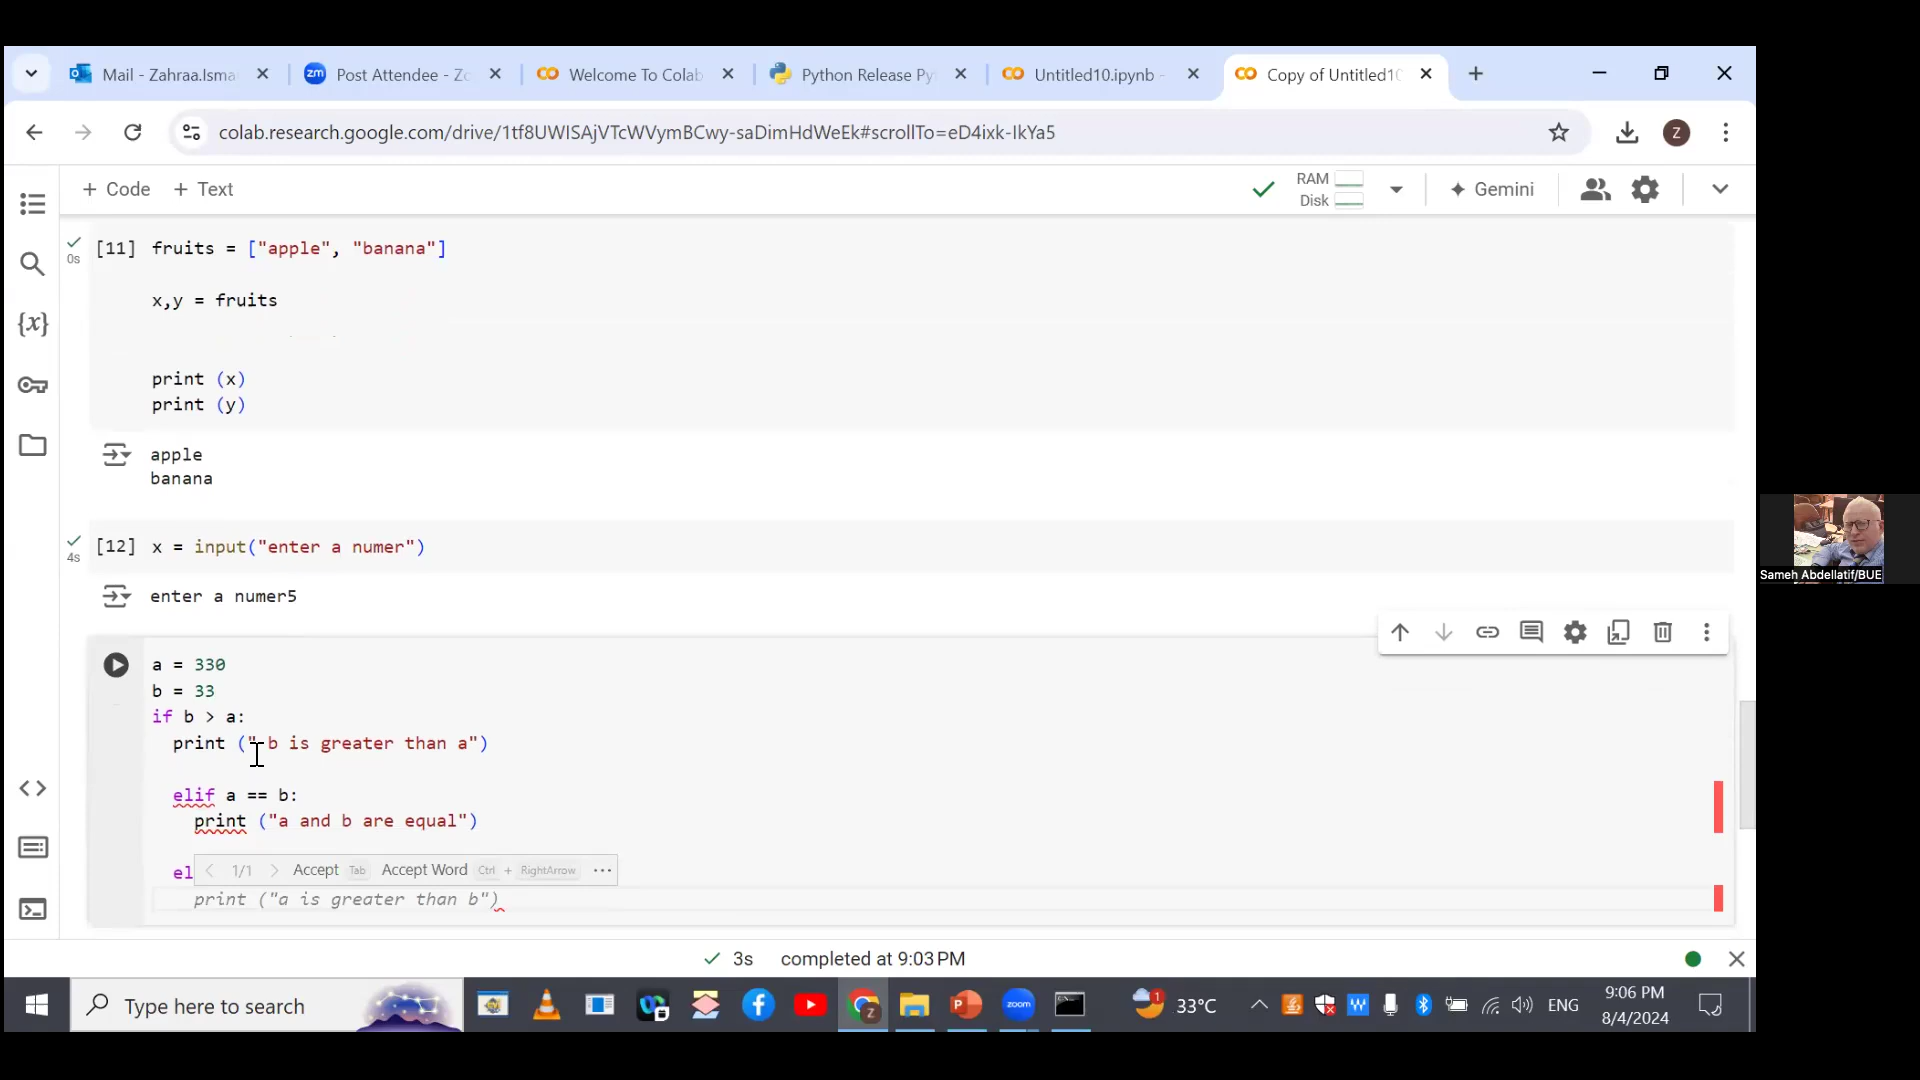 Mail - Zahraa.Isma
Post Attendee - Zo
Welcome To Colab
Python Release Py
Untitled10.ipynb -
Copy of Untitled10
colab.research.google.com/drive/1tf8UWISAjVTcWVymBCwy-saDimHdWeEk#scrollTo=eD4ixk-IkYa5
Z
+ Code + Text
RAM
Disk
Gemini
[11] fruits = ["apple", "banana"]
0s
x,y = fruits
print (x)
print (y)
apple
banana
[12] x = input("enter a numer")
4s
enter a numer5
a = 330
b = 33
if b > a:
print (" b is greater than a")
elif a == b:
print ("a and b are equal")
el
1/1 Accept Tab Accept Word Ctrl + RightArrow
print ("a is greater than b")
3s completed at 9:03 PM
Type here to search
zoom
33°C
ENG
9:06 PM
8/4/2024
Sameh Abdellatif/BUE